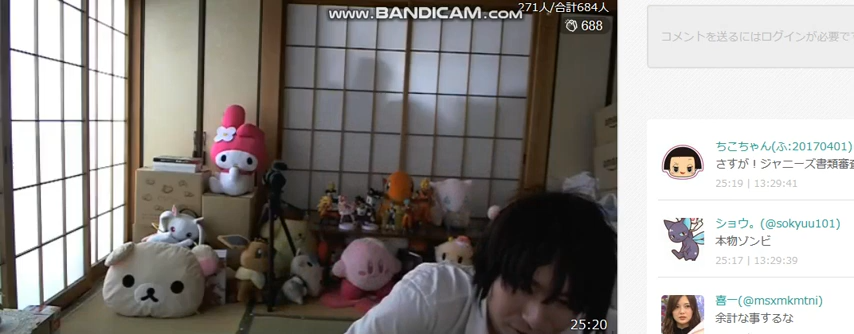 www.BANDICAM.com
271人/合計684人
688
25:20
コメントを送るにはログインが必要で
ちこちゃん(ふ:20170401)
さすが！ジャニーズ書類審査
25:19 | 13:29:41
ショウ。(@sokyuu101)
本物ゾンビ
25:17 | 13:29:39
喜一(@msxmkmtni)
余計な事するな